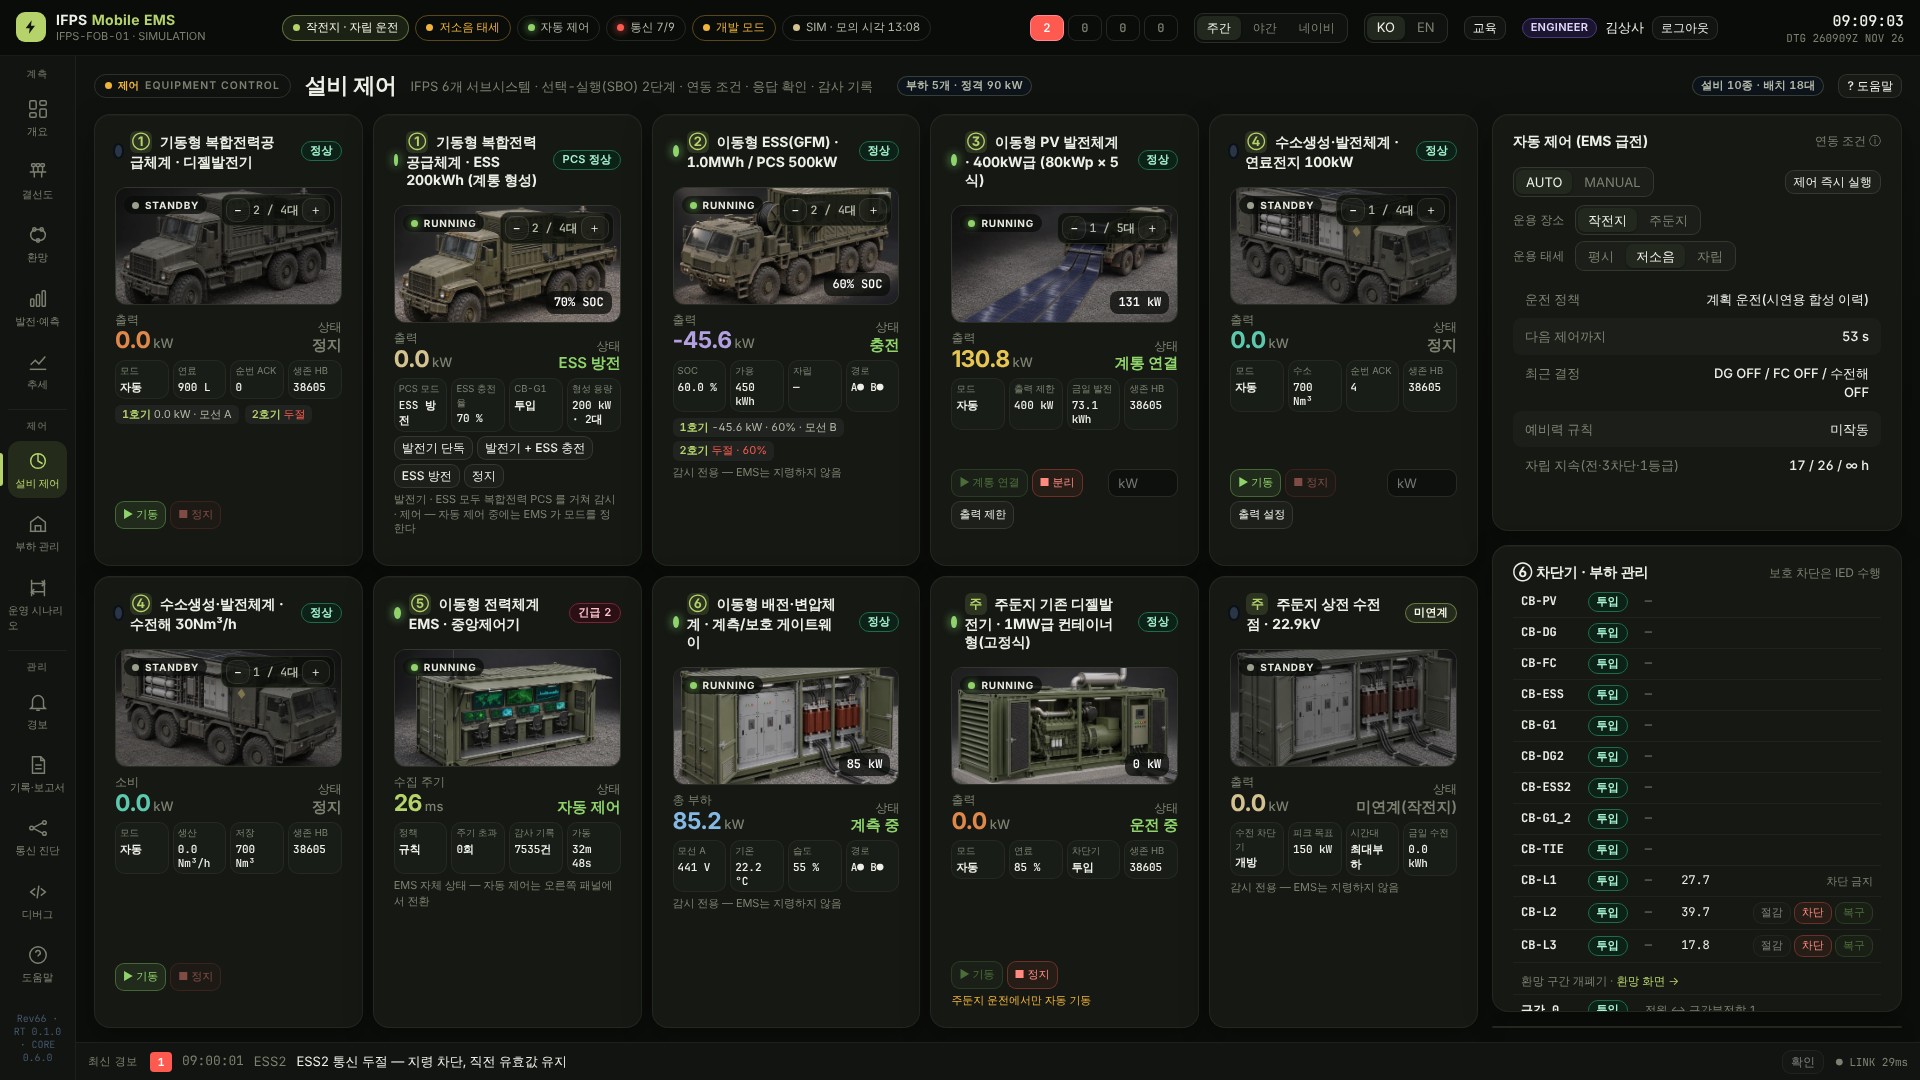 IFPS Mobile EMS
IFPS-FOB-01 · SIMULATION
작전지 · 자립 운전
저소음 태세
자동 제어
통신 7/9
개발 모드
SIM · 모의 시각 13:08
2 0 0 0
주간 야간 네이비
KO EN
교육
ENGINEER 김상사 로그아웃
09:09:03
DTG 260909Z NOV 26
계측
개요
결선도
환망
발전·예측
추세
제어
설비 제어
부하 관리
운영 시나리오
관리
경보
기록·보고서
통신 진단
디버그
도움말
Rev66 · RT 0.1.0 · CORE 0.6.0
제어 EQUIPMENT CONTROL
설비 제어
IFPS 6개 서브시스템 · 선택-실행(SBO) 2단계 · 연동 조건 · 응답 확인 · 감사 기록
부하 5개 · 정격 90 kW
설비 10종 · 배치 18대
? 도움말
① 기동형 복합전력공급체계 · 디젤발전기
정상
STANDBY
− 2 / 4대 +
출력
0.0 kW
상태
정지
모드 자동
연료 900 L
순번 ACK 0
생존 HB 38605
1호기 0.0 kW · 모선 A
2호기 두절
▶ 기동
■ 정지
① 기동형 복합전력공급체계 · ESS 200kWh (계통 형성)
PCS 정상
RUNNING
− 2 / 4대 +
70% SOC
출력
0.0 kW
상태
ESS 방전
PCS 모드 ESS 방전
ESS 충전율 70 %
CB-G1 투입
형성 용량 200 kW · 2대
발전기 단독
발전기 + ESS 충전
ESS 방전
정지
발전기 · ESS 모두 복합전력 PCS 를 거쳐 감시 · 제어 — 자동 제어 중에는 EMS 가 모드를 정한다
② 이동형 ESS(GFM) · 1.0MWh / PCS 500kW
정상
RUNNING
− 2 / 4대 +
60% SOC
출력
-45.6 kW
상태
충전
SOC 60.0 %
가용 450 kWh
자립 —
경로 A● B●
1호기 -45.6 kW · 60% · 모선 B
2호기 두절 · 60%
감시 전용 — EMS는 지령하지 않음
③ 이동형 PV 발전체계 · 400kW급 (80kWp × 5식)
정상
RUNNING
− 1 / 5대 +
131 kW
출력
130.8 kW
상태
계통 연결
모드 자동
출력 제한 400 kW
금일 발전 73.1 kWh
생존 HB 38605
▶ 계통 연결
■ 분리
kW
출력 제한
④ 수소생성·발전체계 · 연료전지 100kW
정상
STANDBY
− 1 / 4대 +
출력
0.0 kW
상태
정지
모드 자동
수소 700 Nm³
순번 ACK 4
생존 HB 38605
▶ 기동
■ 정지
kW
출력 설정
④ 수소생성·발전체계 · 수전해 30Nm³/h
정상
STANDBY
− 1 / 4대 +
소비
0.0 kW
상태
정지
모드 자동
생산 0.0 Nm³/h
저장 700 Nm³
생존 HB 38605
▶ 기동
■ 정지
⑤ 이동형 전력체계 EMS · 중앙제어기
긴급 2
RUNNING
수집 주기
26 ms
상태
자동 제어
정책 규칙
주기 초과 0회
감사 기록 7535건
가동 32m 48s
EMS 자체 상태 — 자동 제어는 오른쪽 패널에서 전환
⑥ 이동형 배전·변압체계 · 계측/보호 게이트웨이
정상
RUNNING
85 kW
총 부하
85.2 kW
상태
계측 중
모선 A 441 V
기온 22.2 °C
습도 55 %
경로 A● B●
감시 전용 — EMS는 지령하지 않음
주 주둔지 기존 디젤발전기 · 1MW급 컨테이너형(고정식)
정상
RUNNING
0 kW
출력
0.0 kW
상태
운전 중
모드 자동
연료 85 %
차단기 투입
생존 HB 38605
▶ 기동
■ 정지
주둔지 운전에서만 자동 기동
주 주둔지 상전 수전점 · 22.9kV
미연계
STANDBY
출력
0.0 kW
상태
미연계(작전지)
수전 차단기 개방
피크 목표 150 kW
시간대 최대부하
금일 수전 0.0 kWh
감시 전용 — EMS는 지령하지 않음
자동 제어 (EMS 급전)
연동 조건 ⓘ
AUTO MANUAL
제어 즉시 실행
운용 장소 작전지 주둔지
운용 태세 평시 저소음 자립
운전 정책 계획 운전(시연용 합성 이력)
다음 제어까지 53 s
최근 결정 DG OFF / FC OFF / 수전해 OFF
예비력 규칙 미작동
자립 지속(전·3차단·1등급) 17 / 26 / ∞ h
⑥ 차단기 · 부하 관리
보호 차단은 IED 수행
CB-PV 투입 —
CB-DG 투입 —
CB-FC 투입 —
CB-ESS 투입 —
CB-G1 투입 —
CB-DG2 투입 —
CB-ESS2 투입 —
CB-G1_2 투입 —
CB-TIE 투입 —
CB-L1 투입 — 27.7 차단 금지
CB-L2 투입 — 39.7 절감 차단 복구
CB-L3 투입 — 17.8 절감 차단 복구
환망 구간 개폐기 · 환망 화면 →
구간 0 투입 전원 ↔ 구간부전함 1
최신 경보
1 09:00:01 ESS2 ESS2 통신 두절 — 지령 차단, 직전 유효값 유지
확인
LINK 29ms